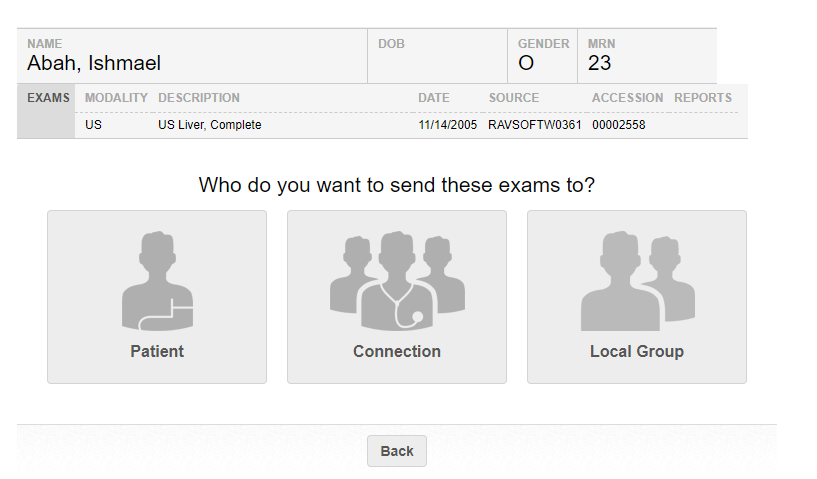 NAME DOB GENDER MRN
Abah, Ishmael O 23
EXAMS MODALITY DESCRIPTION DATE SOURCE ACCESSION REPORTS
US US Liver, Complete 11/14/2005 RAVSOFTW0361 00002558
Who do you want to send these exams to?
Patient Connection Local Group
Back